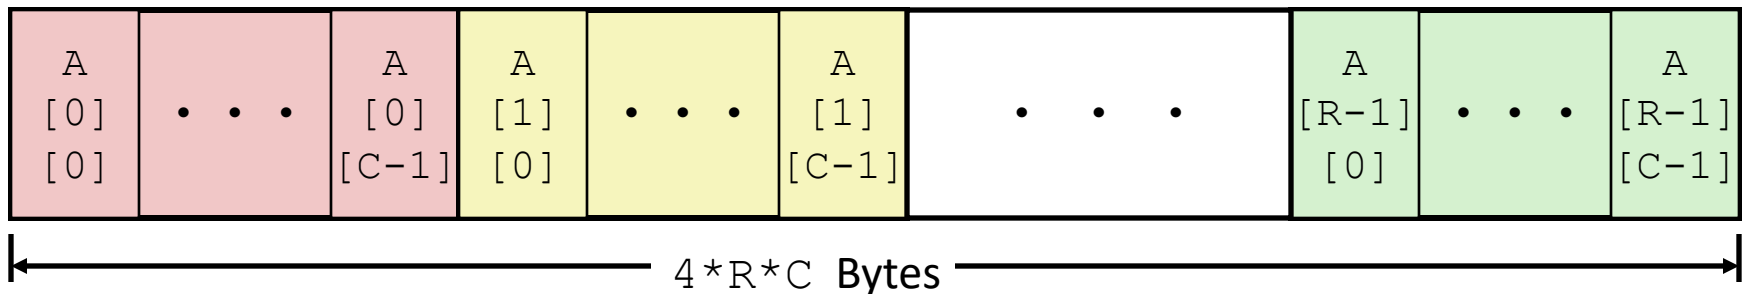 A
[0]
[0]
• • •
A
[0]
[C-1]
A
[1]
[0]
• • •
A
[1]
[C-1]
• • •
A
[R-1]
[0]
• • •
A
[R-1]
[C-1]
4*R*C Bytes